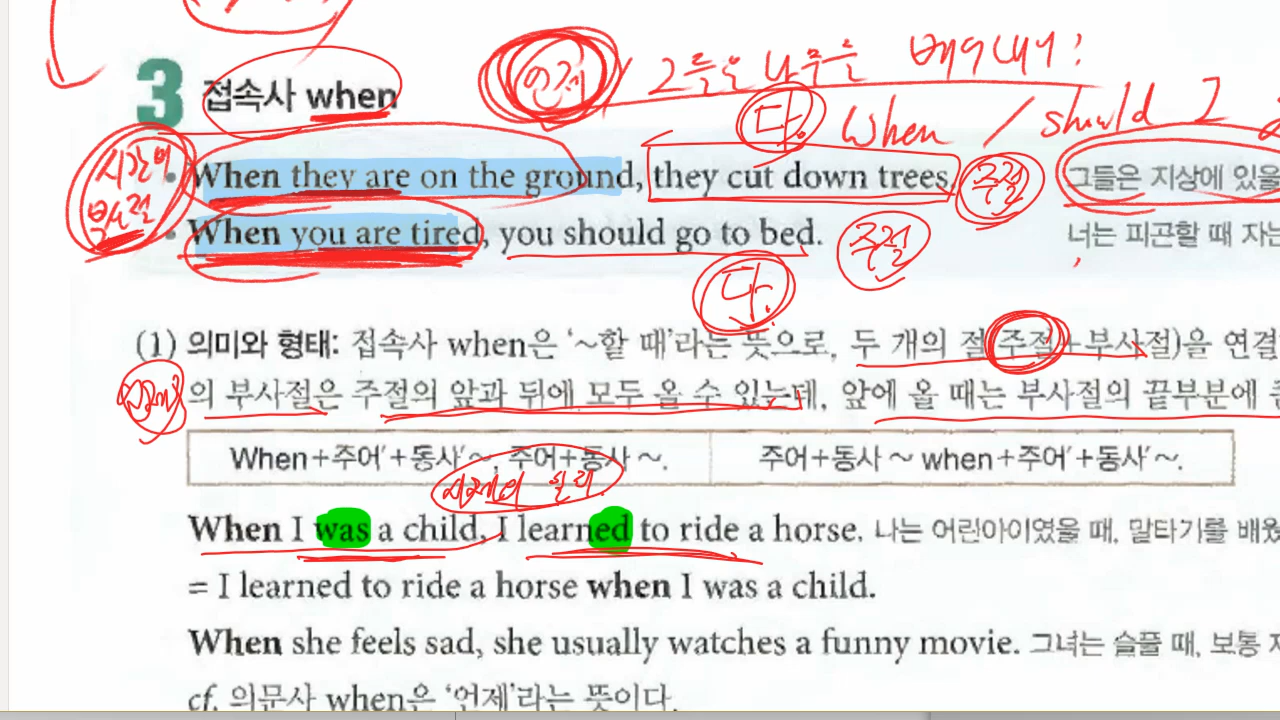 언제 그들은 나무를 베어내니?
3 접속사 when
다. When / should
시간의 부사절
When they are on the ground, they cut down trees 주절 그들은 지상에 있을
When you are tired, you should go to bed. 주절 너는 피곤할 때 자는
다.
(1) 의미와 형태: 접속사 when은 '~할 때'라는 뜻으로, 두 개의 절(주절+부사절)을 연결
의 부사절은 주절의 앞과 뒤에 모두 올 수 있는데, 앞에 올 때는 부사절의 끝부분에
When+주어'+동사'~, 주어+동사 ~. 주어+동사 ~ when+주어'+동사'~.
시제의 일치
When I was a child, I learned to ride a horse. 나는 어린아이였을 때, 말타기를 배웠
= I learned to ride a horse when I was a child.
When she feels sad, she usually watches a funny movie. 그녀는 슬플 때, 보통
cf. 의문사 when은 '언제'라는 뜻이다.